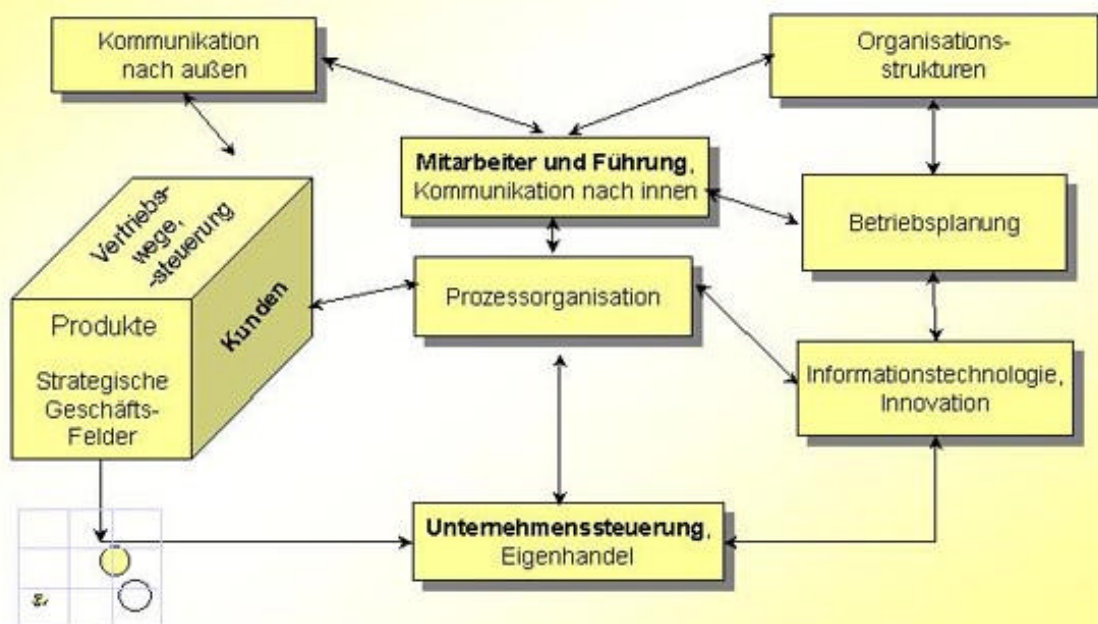 Kommunikation
nach außen
Organisations-
strukturen
Mitarbeiter und Führung,
Kommunikation nach innen
Betriebsplanung
Vertriebs-
wege,
-steuerung
Kunden
Produkte
Strategische
Geschäfts-
Felder
Prozessorganisation
Informationstechnologie,
Innovation
Unternehmenssteuerung,
Eigenhandel